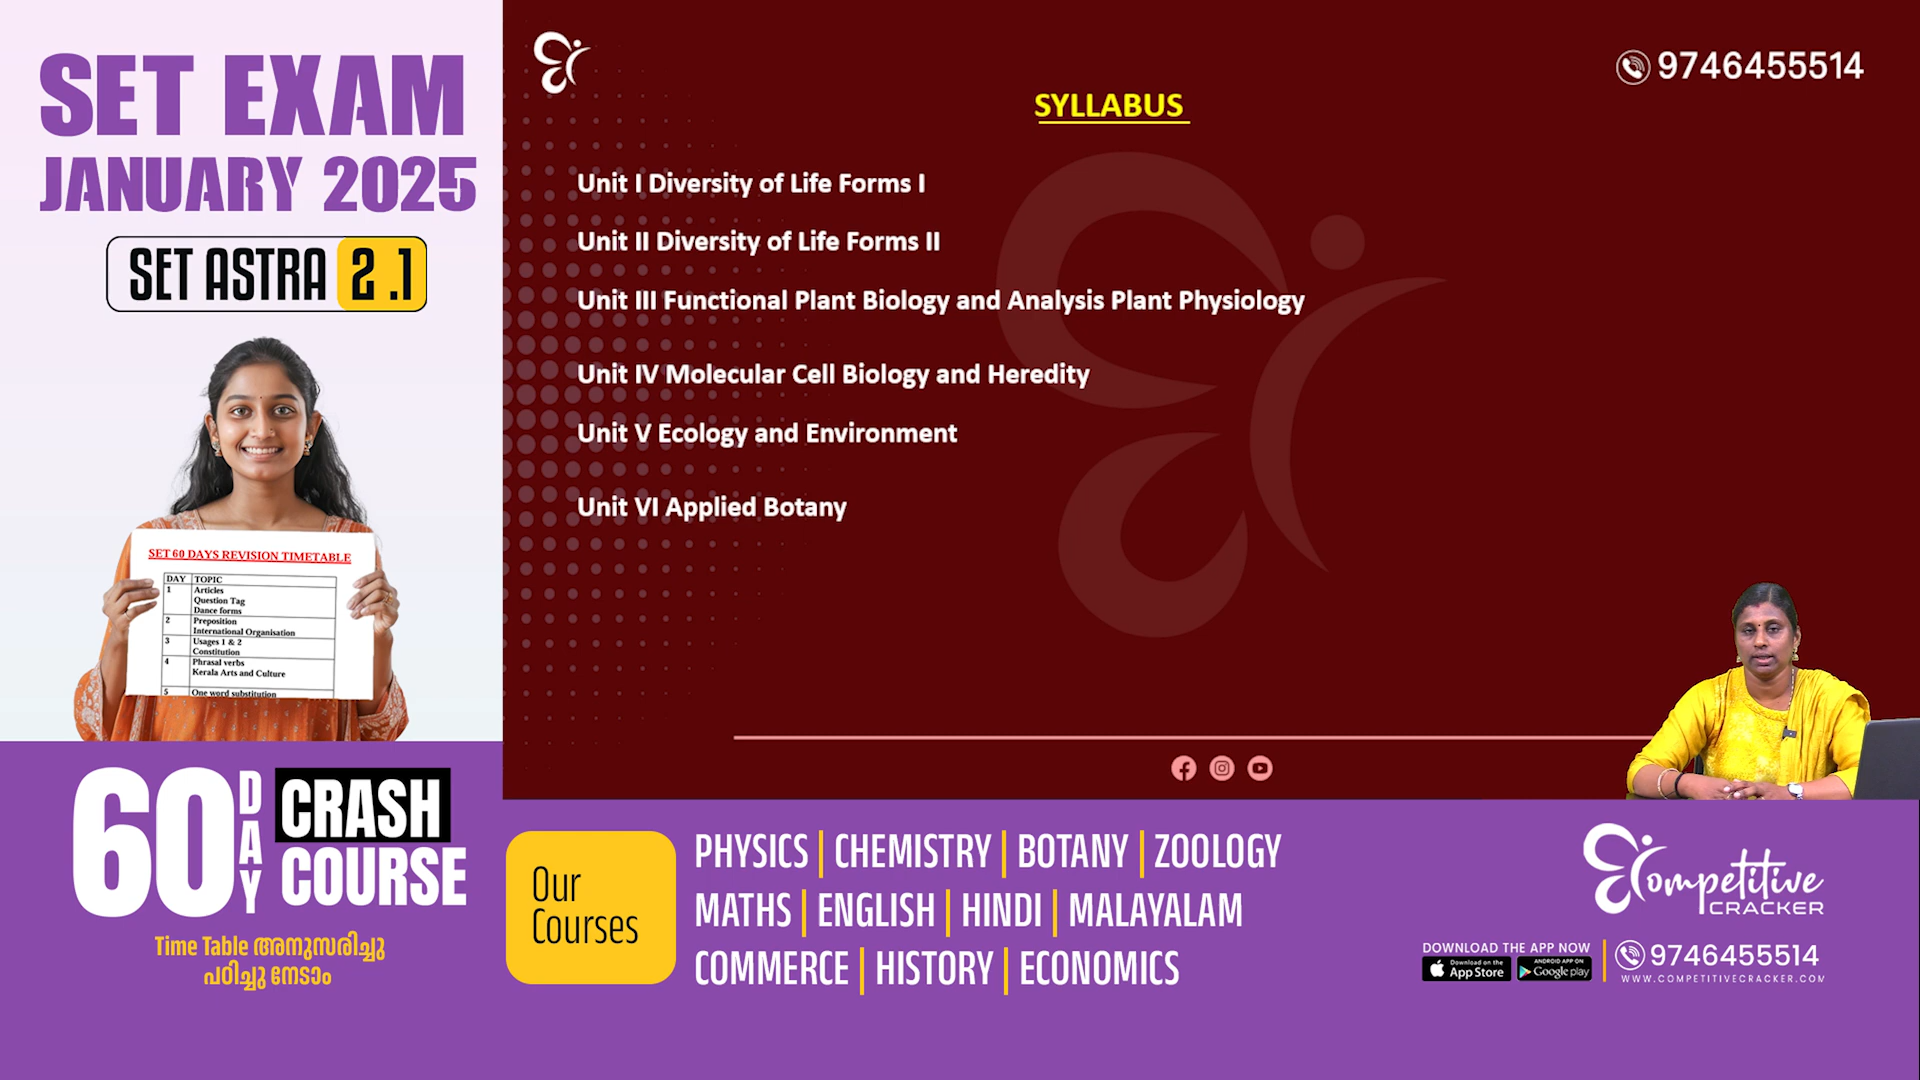 SET EXAM
JANUARY 2025
SET ASTRA 2.1
SET 60 DAYS REVISION TIMETABLE
DAY TOPIC
1 Articles
Question Tag
Dance forms
2 Preposition
International Organisation
3 Usages 1 & 2
Constitution
4 Phrasal verbs
Kerala Arts and Culture
5 One word substitution
60 DAY CRASH COURSE
Time Table അനുസരിച്ചു
പഠിച്ചു നേടാം
9746455514
SYLLABUS
Unit I Diversity of Life Forms I
Unit II Diversity of Life Forms II
Unit III Functional Plant Biology and Analysis Plant Physiology
Unit IV Molecular Cell Biology and Heredity
Unit V Ecology and Environment
Unit VI Applied Botany
Our
Courses
PHYSICS | CHEMISTRY | BOTANY | ZOOLOGY
MATHS | ENGLISH | HINDI | MALAYALAM
COMMERCE | HISTORY | ECONOMICS
Competitive
CRACKER
DOWNLOAD THE APP NOW
Download on the
App Store
ANDROID APP ON
Google play
9746455514
WWW.COMPETITIVECRACKER.COM